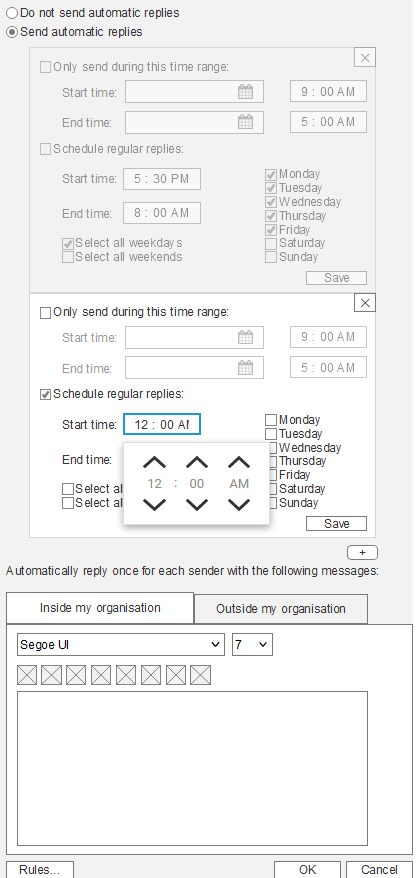 Do not send automatic replies
Send automatic replies
Only send during this time range:
Start time: 9 : 00 AM
End time: 5 : 00 AM
Schedule regular replies:
Start time: 5 : 30 PM
End time: 8 : 00 AM
Monday
Tuesday
Wednesday
Thursday
Friday
Saturday
Sunday
Select all weekdays
Select all weekends
Save
Only send during this time range:
Start time: 9 : 00 AM
End time: 5 : 00 AM
Schedule regular replies:
Start time: 12 : 00 AM
End time:
12 : 00 AM
Monday
Tuesday
Wednesday
Thursday
Friday
Saturday
Sunday
Select al
Select al
Save
+
Automatically reply once for each sender with the following messages:
Inside my organisation
Outside my organisation
Segoe UI 7
Rules... OK Cancel